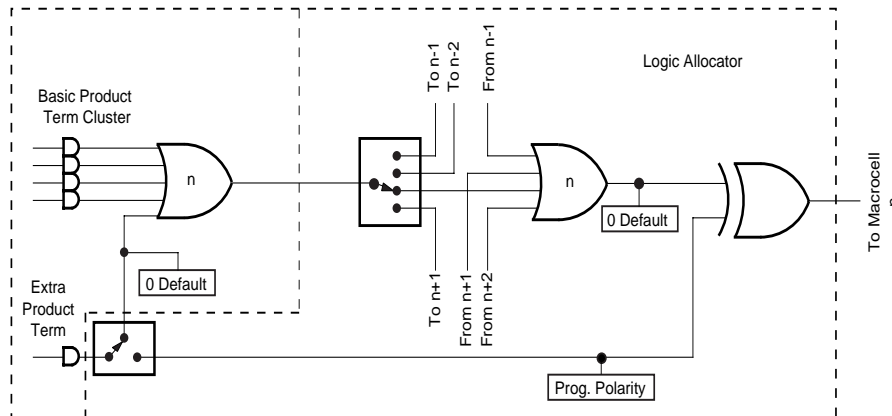 To n-1
To n-2
From n-1
Logic Allocator
Basic Product
Term Cluster
n
n
0 Default
To Macrocell
n
0 Default
Extra
Product
Term
To n+1
From n+1
From n+2
Prog. Polarity